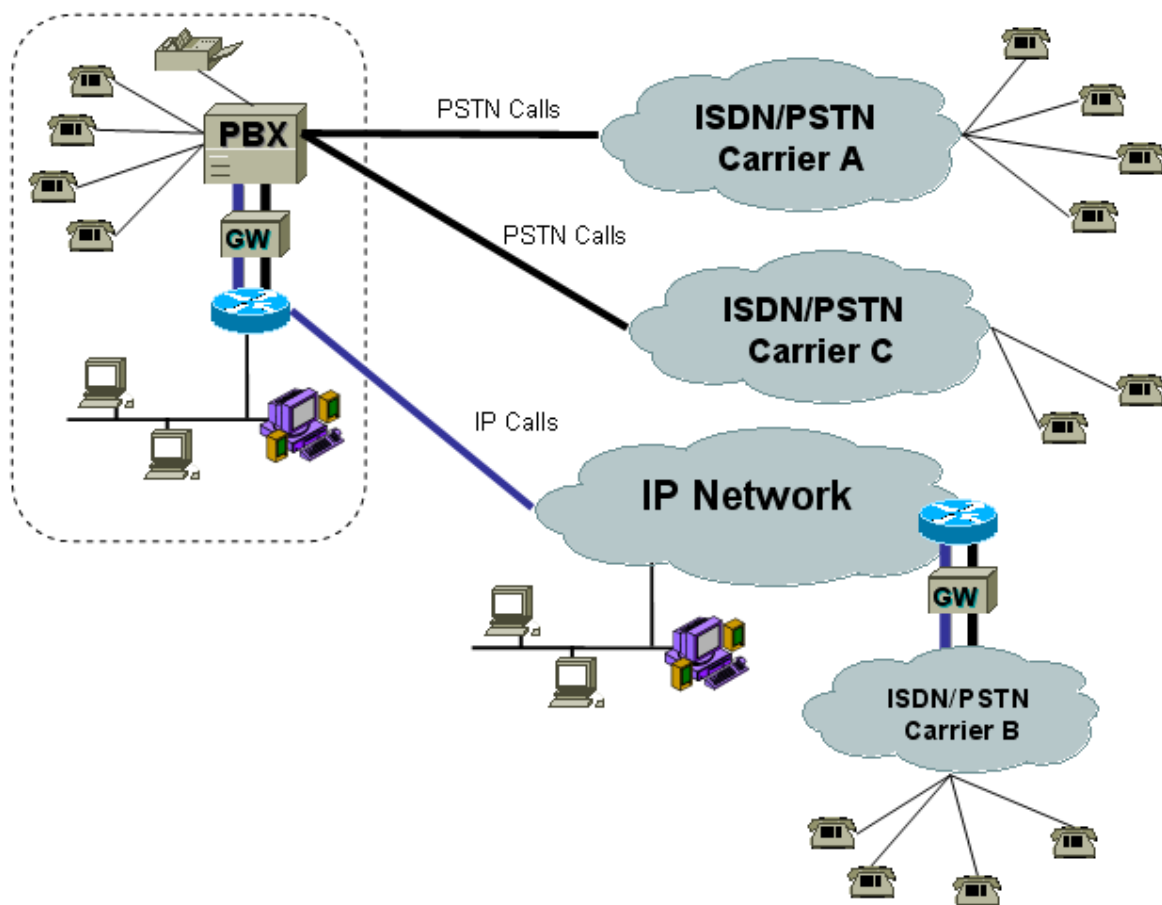 PBX
PSTN Calls
ISDN/PSTN
Carrier A
GW
PSTN Calls
ISDN/PSTN
Carrier C
IP Calls
IP Network
GW
ISDN/PSTN
Carrier B